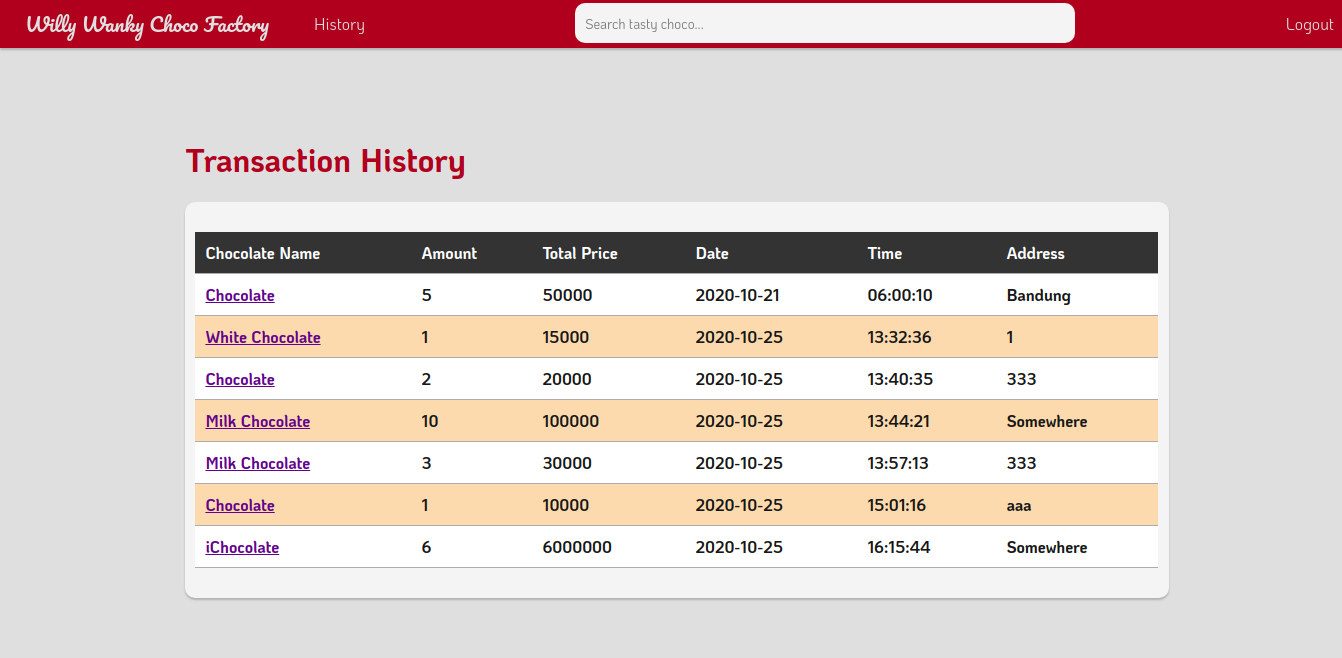 Willy Wanky Choco Factory History Search tasty choco... Logout
Transaction History
Chocolate Name Amount Total Price Date Time Address
Chocolate 5 50000 2020-10-21 06:00:10 Bandung
White Chocolate 1 15000 2020-10-25 13:32:36 1
Chocolate 2 20000 2020-10-25 13:40:35 333
Milk Chocolate 10 100000 2020-10-25 13:44:21 Somewhere
Milk Chocolate 3 30000 2020-10-25 13:57:13 333
Chocolate 1 10000 2020-10-25 15:01:16 aaa
iChocolate 6 6000000 2020-10-25 16:15:44 Somewhere